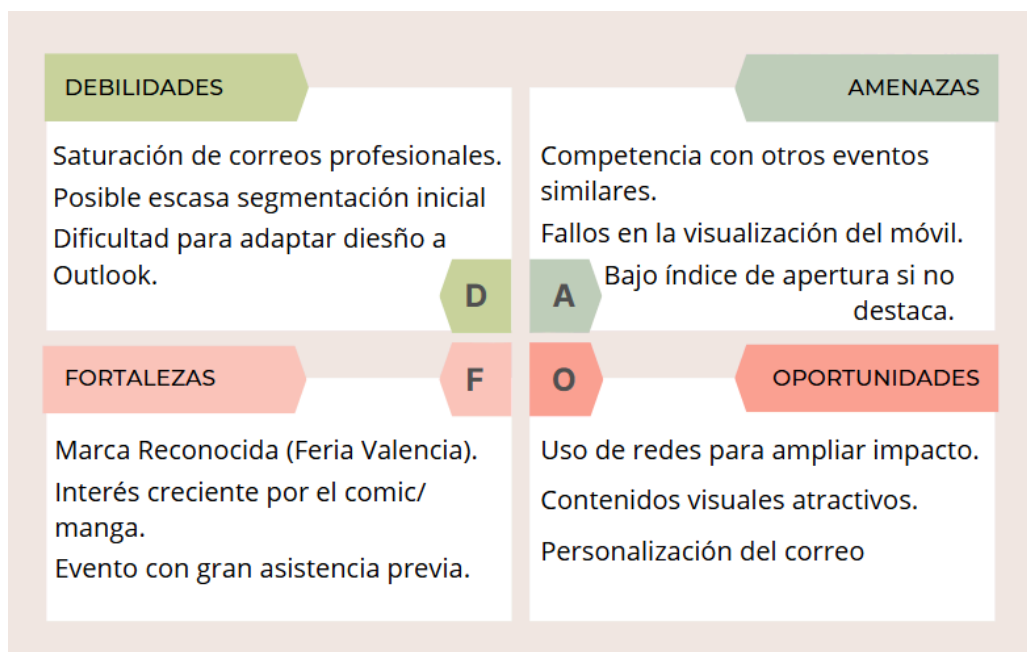 DEBILIDADES
Saturación de correos profesionales.
Posible escasa segmentación inicial
Dificultad para adaptar diesño a
Outlook.
D
AMENAZAS
Competencia con otros eventos
similares.
Fallos en la visualización del móvil.
Bajo índice de apertura si no
destaca.
A
FORTALEZAS
F
Marca Reconocida (Feria Valencia).
Interés creciente por el comic/
manga.
Evento con gran asistencia previa.
O
OPORTUNIDADES
Uso de redes para ampliar impacto.
Contenidos visuales atractivos.
Personalización del correo